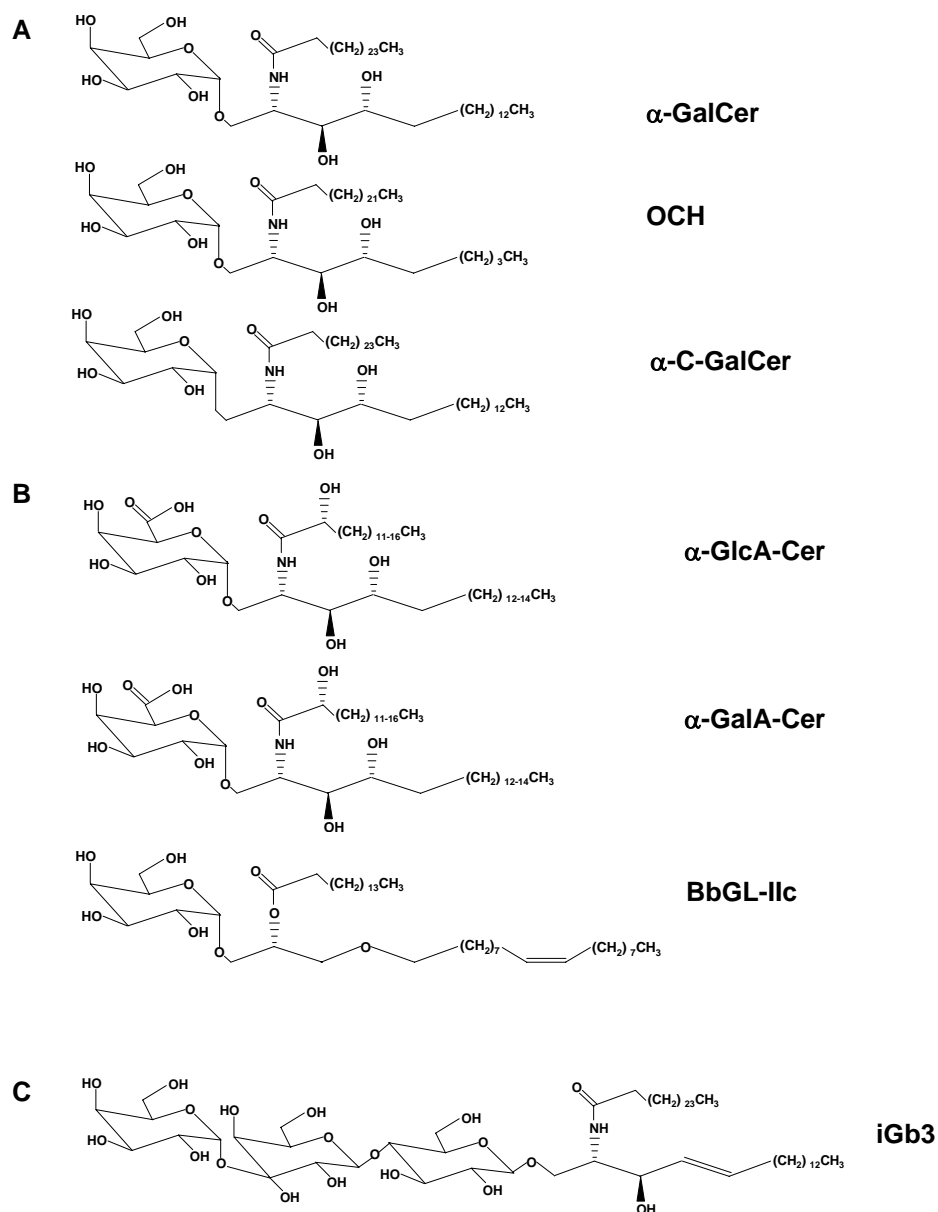 A
HO OH
O
O
(CH2) 23CH3
HO
HO
OH
NH
OH
O
OH
(CH2) 12CH3
α-GalCer
HO OH
O
O
(CH2) 21CH3
HO
HO
OH
NH
OH
O
OH
(CH2) 3CH3
OCH
HO OH
O
O
(CH2) 23CH3
HO
HO
OH
NH
OH
OH
(CH2) 12CH3
α-C-GalCer
B
HO
O
OH
O
OH
O
(CH2) 11-16CH3
HO
HO
OH
NH
OH
O
OH
(CH2) 12-14CH3
α-GlcA-Cer
HO
O
OH
O
OH
O
(CH2) 11-16CH3
HO
HO
OH
NH
OH
O
OH
(CH2) 12-14CH3
α-GalA-Cer
HO OH
O
O
(CH2) 13CH3
HO
HO
OH
O
O
O
(CH2)7
(CH2) 7CH3
BbGL-IIc
C
HO OH
O
HO
HO
OH
O
HO OH
O
OH
OH
O
OH
O
HO
OH
O
O
(CH2) 23CH3
NH
OH
(CH2) 12CH3
iGb3